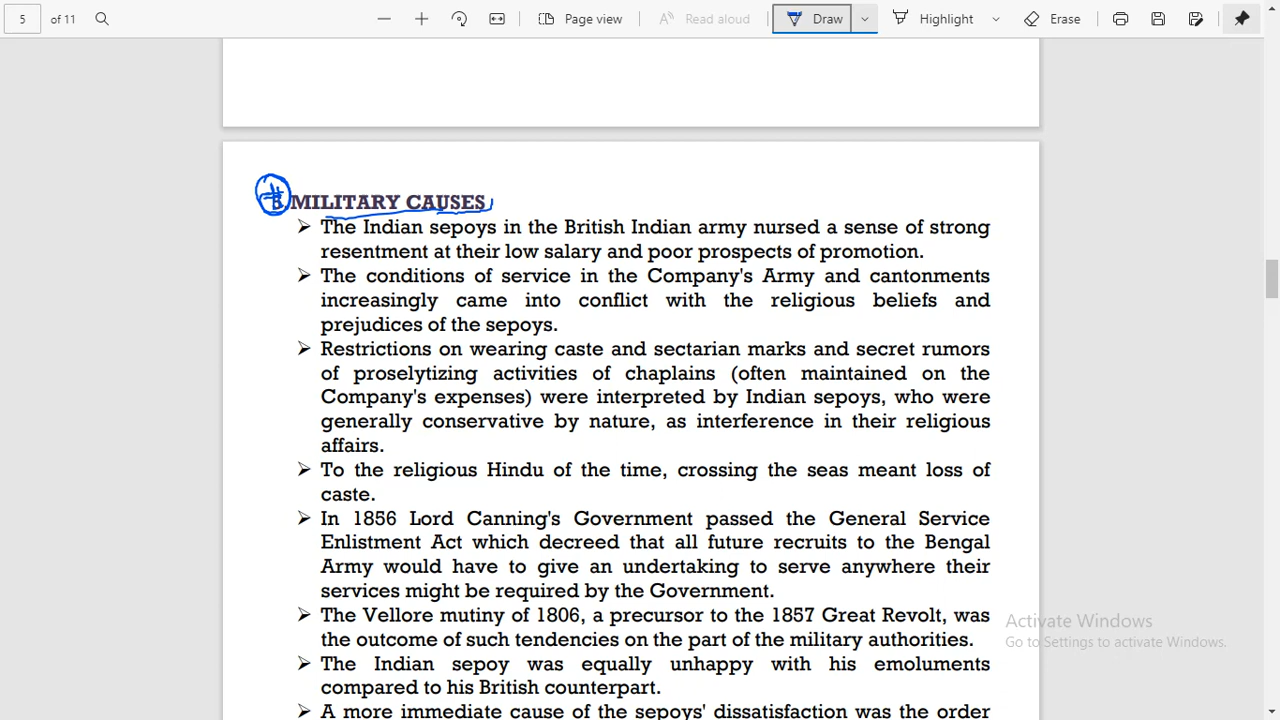 5 of 11 Page view Read aloud Draw Highlight Erase
MILITARY CAUSES
➢ The Indian sepoys in the British Indian army nursed a sense of strong
resentment at their low salary and poor prospects of promotion.
➢ The conditions of service in the Company's Army and cantonments
increasingly came into conflict with the religious beliefs and
prejudices of the sepoys.
➢ Restrictions on wearing caste and sectarian marks and secret rumors
of proselytizing activities of chaplains (often maintained on the
Company's expenses) were interpreted by Indian sepoys, who were
generally conservative by nature, as interference in their religious
affairs.
➢ To the religious Hindu of the time, crossing the seas meant loss of
caste.
➢ In 1856 Lord Canning's Government passed the General Service
Enlistment Act which decreed that all future recruits to the Bengal
Army would have to give an undertaking to serve anywhere their
services might be required by the Government.
➢ The Vellore mutiny of 1806, a precursor to the 1857 Great Revolt, was
the outcome of such tendencies on the part of the military authorities.
➢ The Indian sepoy was equally unhappy with his emoluments
compared to his British counterpart.
➢ A more immediate cause of the sepoys' dissatisfaction was the order
Activate Windows
Go to Settings to activate Windows.